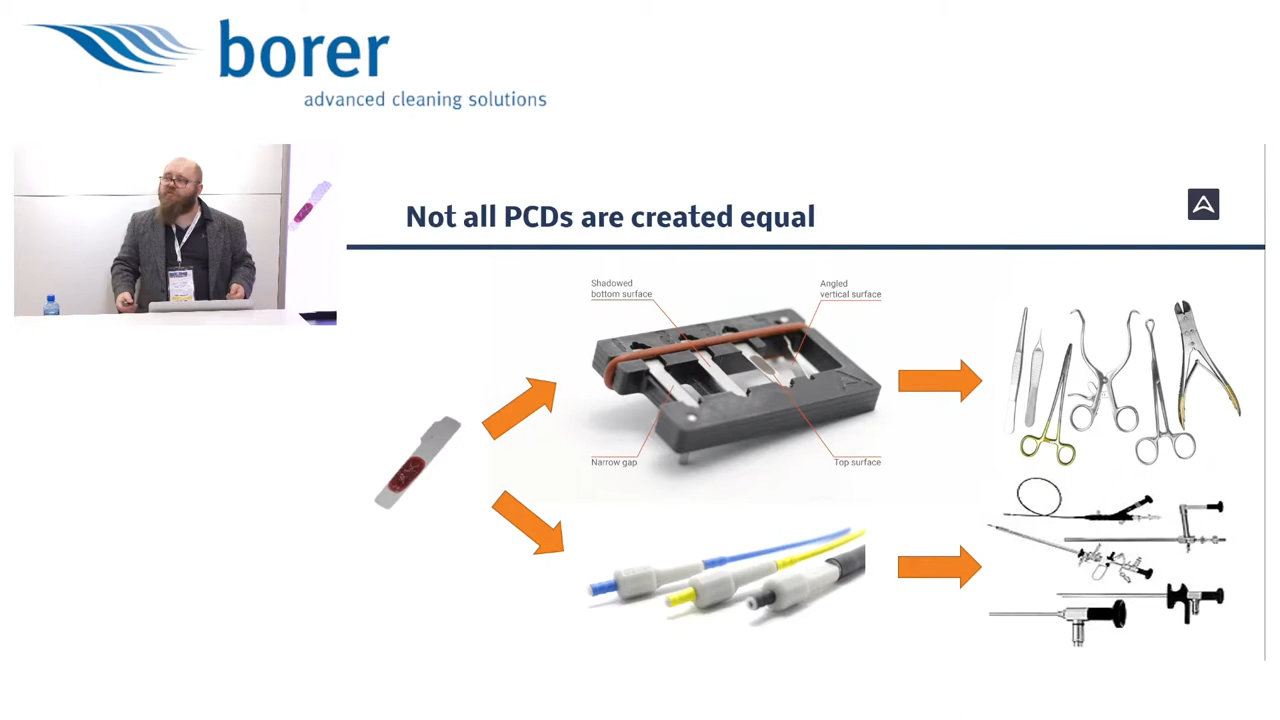 borer
advanced cleaning solutions
Not all PCDs are created equal
Shadowed
bottom surface
Angled
vertical surface
Narrow gap
Top surface